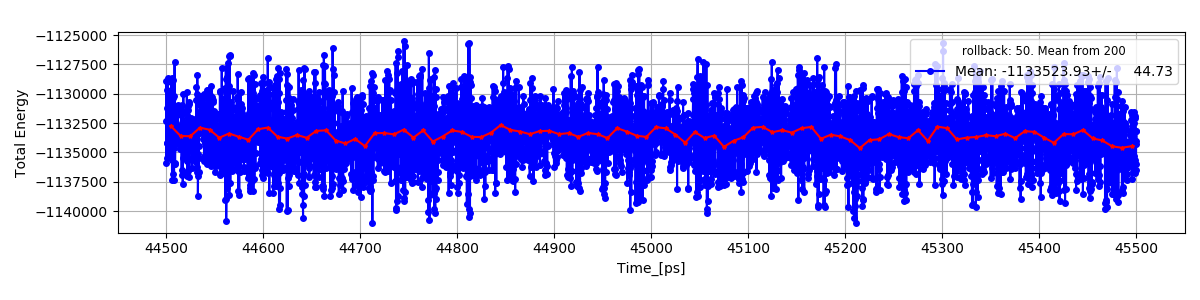 Total Energy
−1125000
−1127500
−1130000
−1132500
−1135000
−1137500
−1140000
rollback: 50. Mean from 200
Mean: -1133523.93+/- 44.73
44500 44600 44700 44800 44900 45000 45100 45200 45300 45400 45500
Time_[ps]